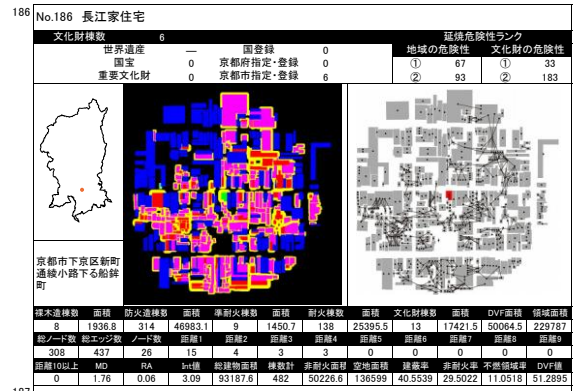 186
No.186 長江家住宅
文化財棟数 6 延焼危険性ランク
世界遺産 — 国登録 0 地域の危険性 文化財の危険性
国宝 0 京都府指定・登録 0 ① 67 ① 33
重要文化財 0 京都市指定・登録 6 ② 93 ② 183
京都市下京区新町
通綾小路下る船鉾
町
裸木造棟数 面積 防火造棟数 面積 準耐火棟数 面積 耐火棟数 面積 文化財棟数 面積 DVF面積 領域面積
8 1936.8 314 46983.1 9 1450.7 138 25395.5 13 17421.5 50064.5 229787
総ノード数 総エッジ数 ノード数 距離1 距離2 距離3 距離4 距離5 距離6 距離7 距離8 距離9
308 437 26 15 4 3 3 0 0 0 0 0
距離10以上 MD RA Int値 総建物面積 棟数計 非耐火面積 空地面積 建蔽率 非耐火率 不燃領域率 DVF値
0 1.76 0.06 3.09 93187.6 482 50226.6 136599 40.5539 29.5022 11.0518 51.2895